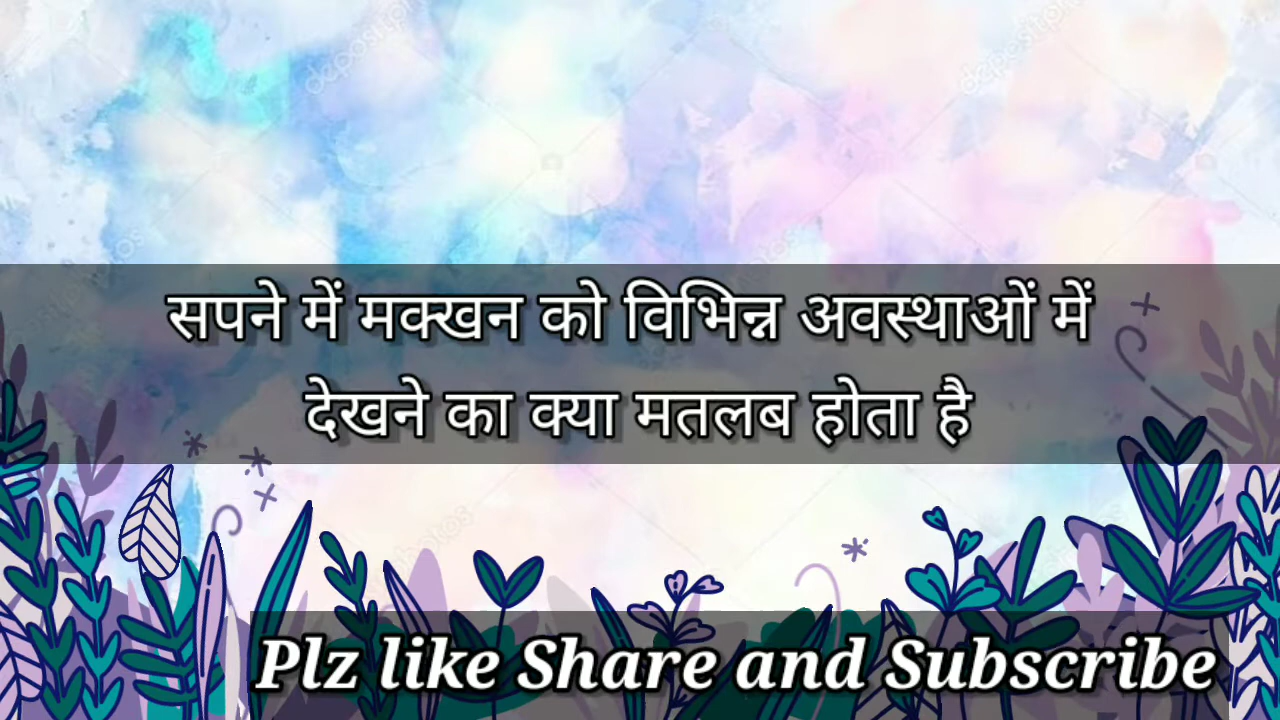 सपने में मक्खन को विभिन्न अवस्थाओं में
देखने का क्या मतलब होता है
Plz like Share and Subscribe